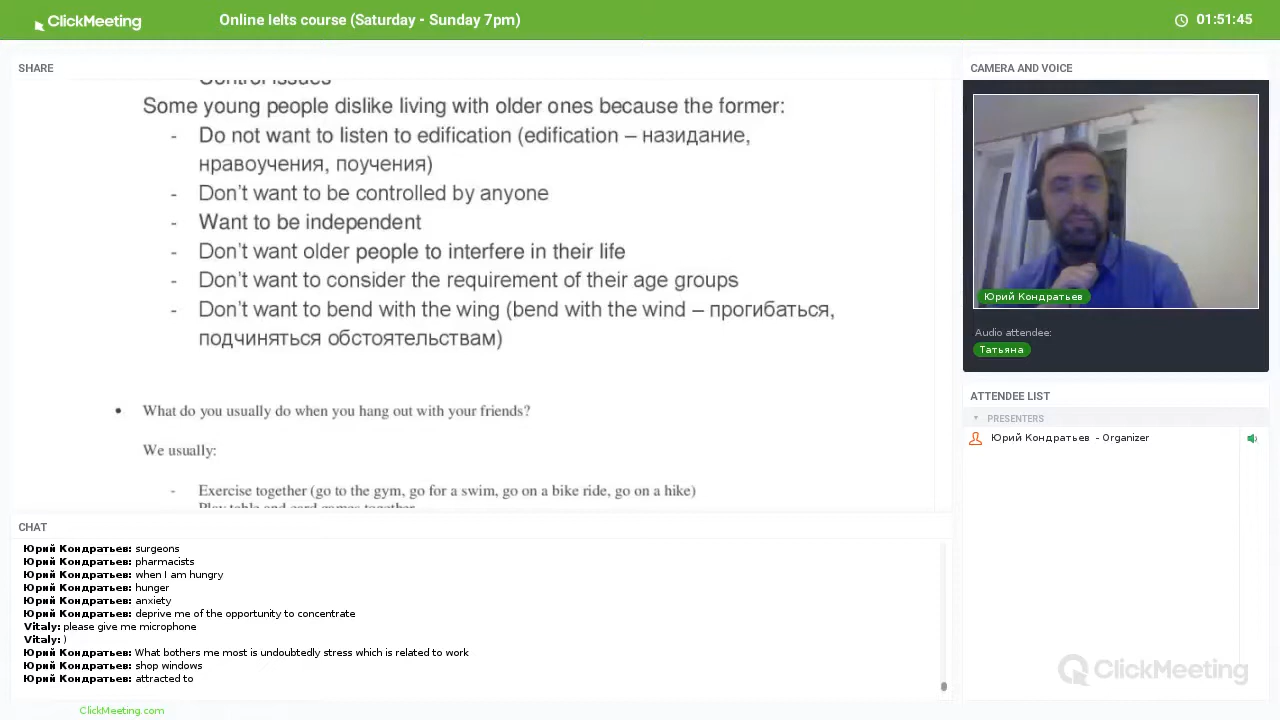 ClickMeeting
Online Ielts course (Saturday - Sunday 7pm)
01:51:45
SHARE
Control issues
Some young people dislike living with older ones because the former:
- Do not want to listen to edification (edification – назидание,
нравоучения, поучения)
- Don't want to be controlled by anyone
- Want to be independent
- Don't want older people to interfere in their life
- Don't want to consider the requirement of their age groups
- Don't want to bend with the wing (bend with the wind – прогибаться,
подчиняться обстоятельствам)
• What do you usually do when you hang out with your friends?
We usually:
- Exercise together (go to the gym, go for a swim, go on a bike ride, go on a hike)
Play table and card games together
CHAT
Юрий Кондратьев: surgeons
Юрий Кондратьев: pharmacists
Юрий Кондратьев: when I am hungry
Юрий Кондратьев: hunger
Юрий Кондратьев: anxiety
Юрий Кондратьев: deprive me of the opportunity to concentrate
Vitaly: please give me microphone
Vitaly: )
Юрий Кондратьев: What bothers me most is undoubtedly stress which is related to work
Юрий Кондратьев: shop windows
Юрий Кондратьев: attracted to
ClickMeeting.com
CAMERA AND VOICE
Юрий Кондратьев
Audio attendee:
Татьяна
ATTENDEE LIST
PRESENTERS
Юрий Кондратьев - Organizer
ClickMeeting